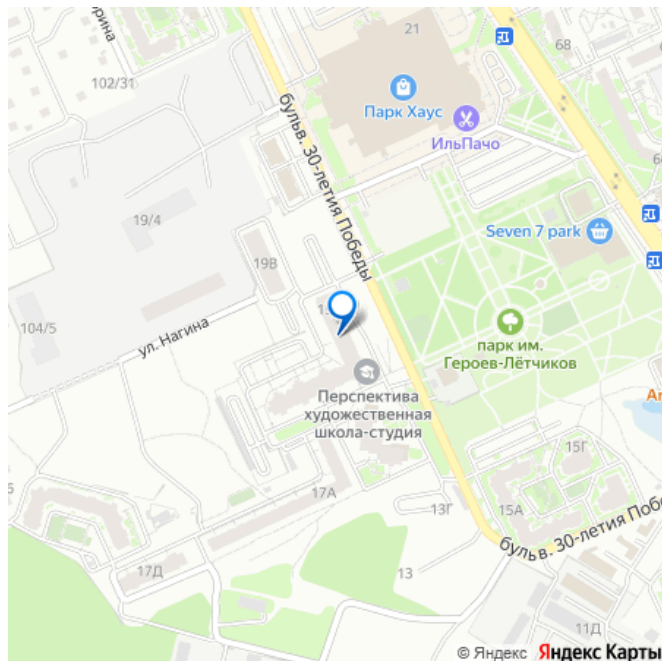 21
68
102/31
Парк Хаус
ИльПачо
бульв. 30-летия Победы
19/4
Seven 7 park
19В
104/5
ул. Нагина
парк им.
Героев-Лётчиков
Перспектива
художественная
школа-студия
15Г
17А
15А
13Г
бульв. 30-летия Поб
17Д
13
11Д
© Яндекс Яндекс Карты